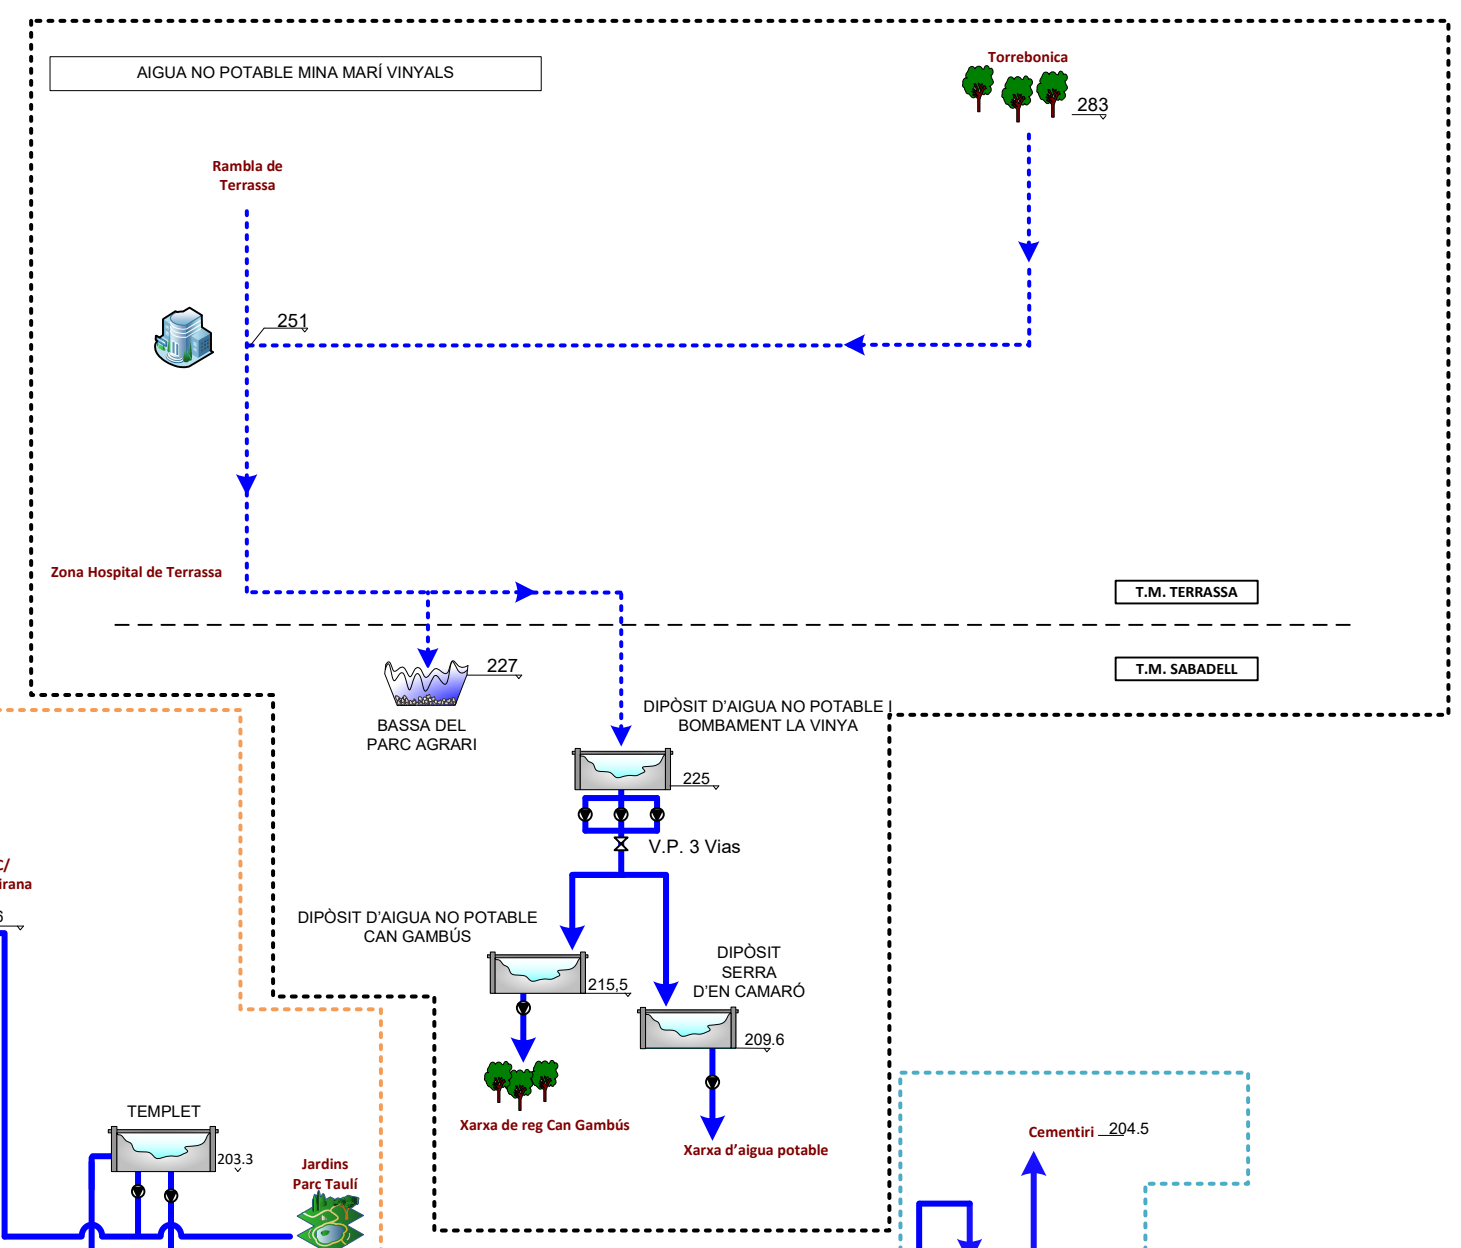 AIGUA NO POTABLE MINA MARÍ VINYALS
Torrebonica
283
Rambla de
Terrassa
251
Zona Hospital de Terrassa
T.M. TERRASSA
T.M. SABADELL
227
BASSA DEL
PARC AGRARI
DIPÒSIT D'AIGUA NO POTABLE I
BOMBAMENT LA VINYA
225
V.P. 3 Vias
C/
irana
6
DIPÒSIT D'AIGUA NO POTABLE
CAN GAMBÚS
215,5
DIPÒSIT
SERRA
D'EN CAMARÓ
209.6
Xarxa de reg Can Gambús
Xarxa d'aigua potable
TEMPLET
203.3
Jardins
Parc Taulí
Cementiri
204.5